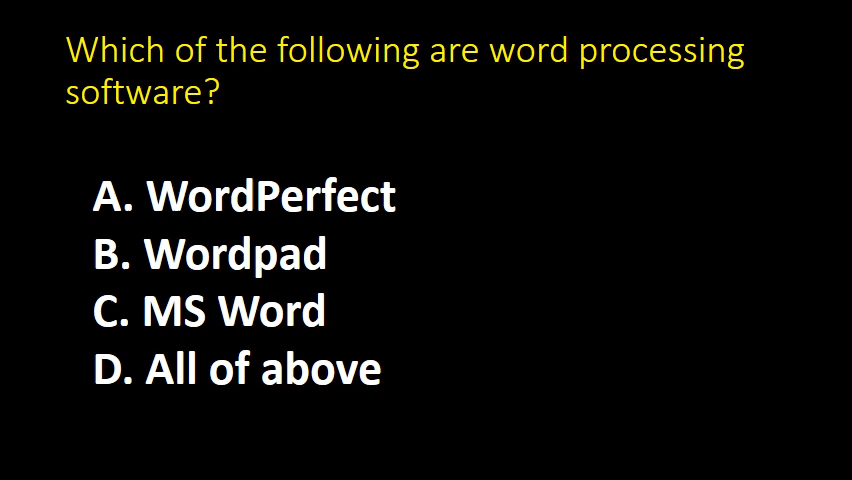 Which of the following are word processing
software?
A. WordPerfect
B. Wordpad
C. MS Word
D. All of above